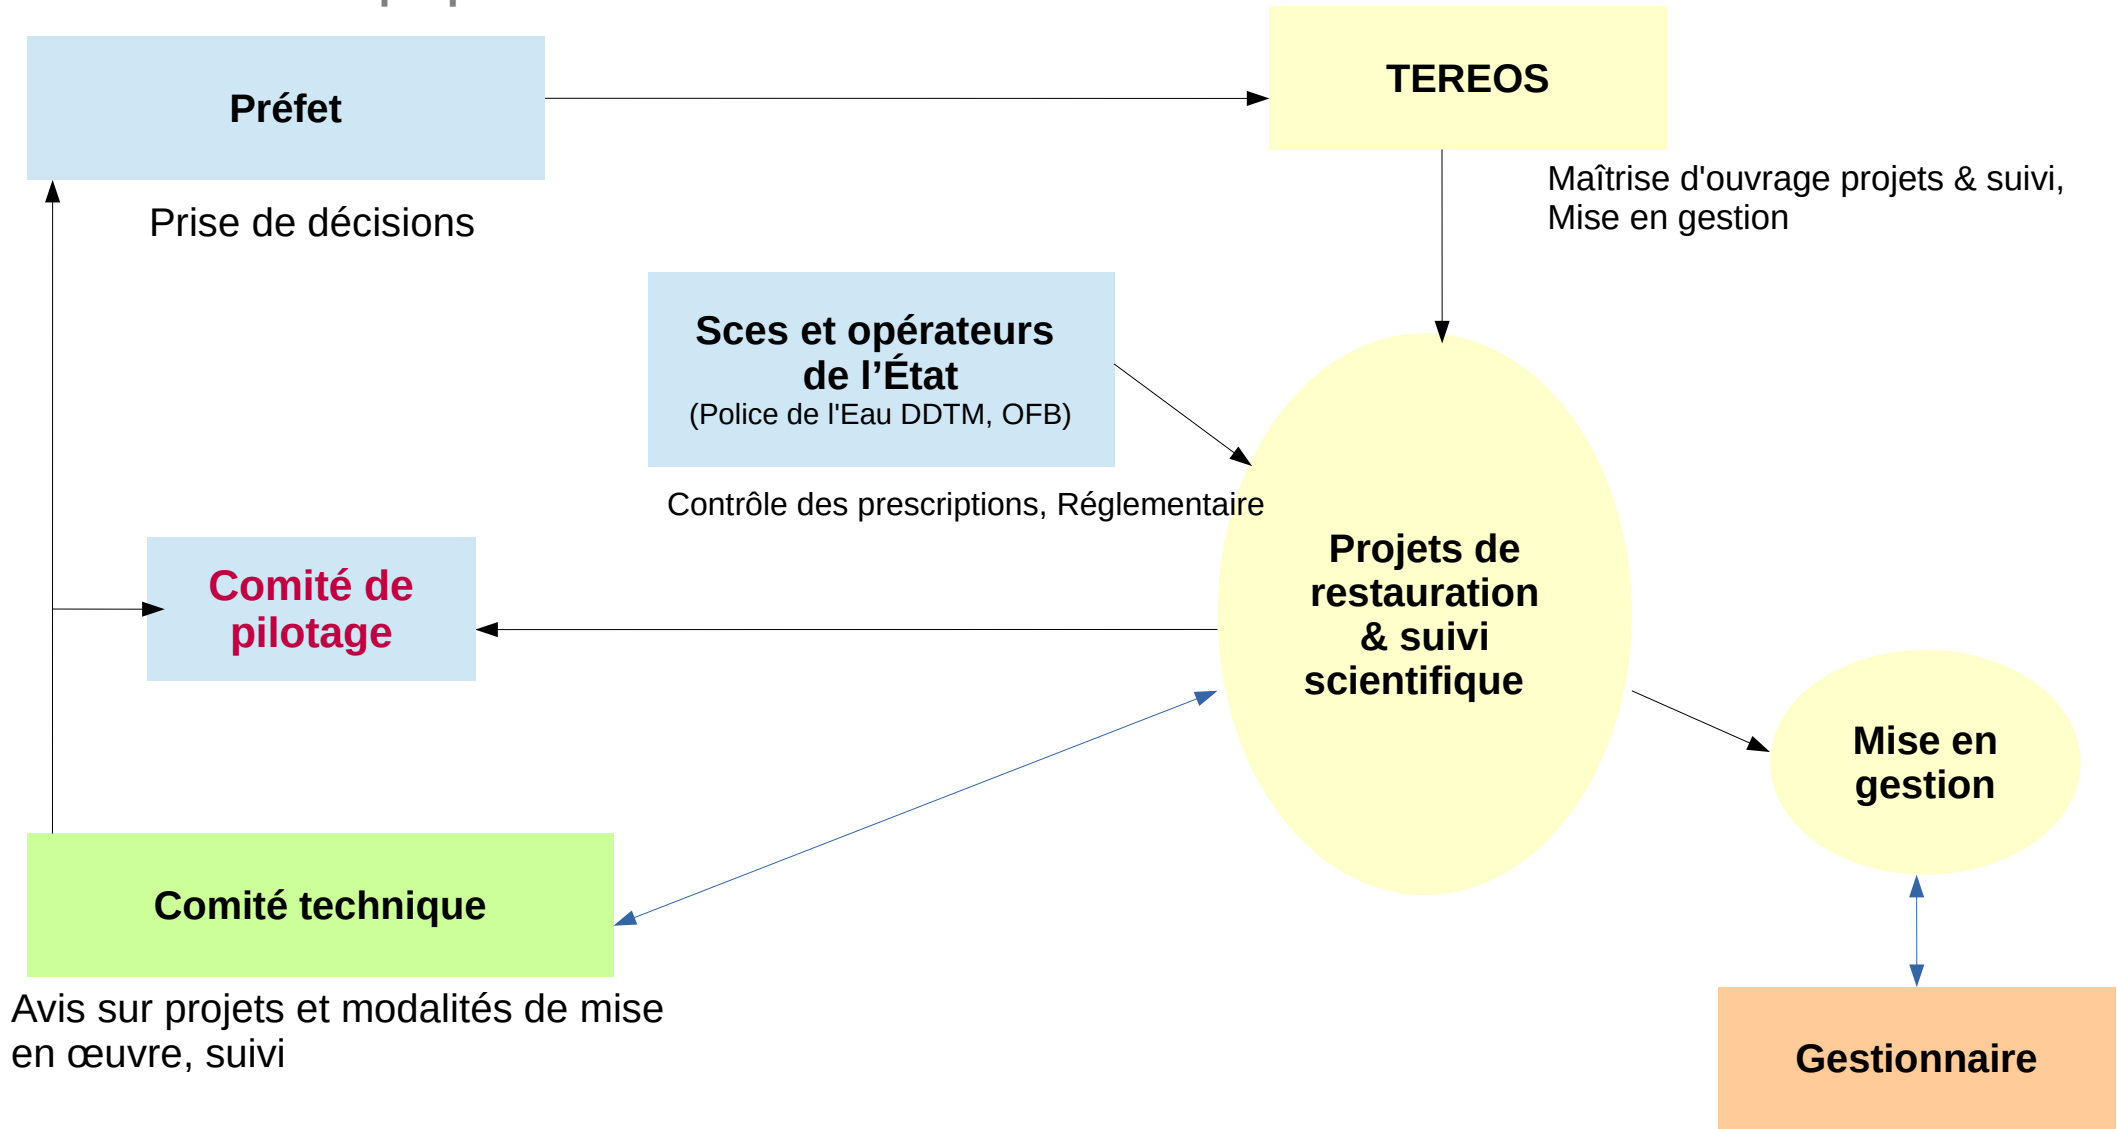 Préfet
TEREOS
Maîtrise d'ouvrage projets & suivi,
Mise en gestion
Prise de décisions
Sces et opérateurs
de l’État
(Police de l'Eau DDTM, OFB)
Contrôle des prescriptions, Réglementaire
Projets de
restauration
& suivi
scientifique
Comité de
pilotage
Mise en
gestion
Comité technique
Avis sur projets et modalités de mise
en œuvre, suivi
Gestionnaire